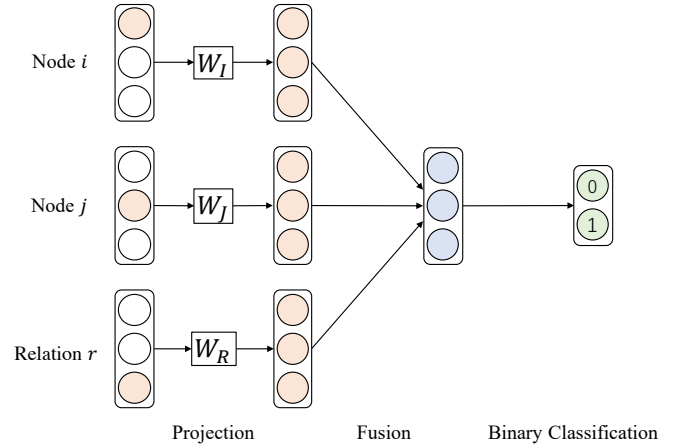 Node i
W_I
Node j
W_J
0
1
Relation r
W_R
Projection Fusion Binary Classification